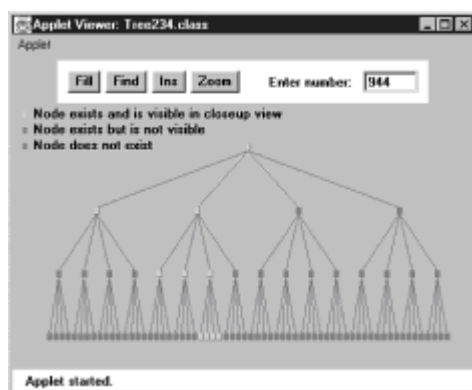 Applet Viewer: Tree234.class
Applet
Fill Find Ins Zoom Enter number: 944
Node exists and is visible in closeup view
Node exists but is not visible
Node does not exist
Applet started.